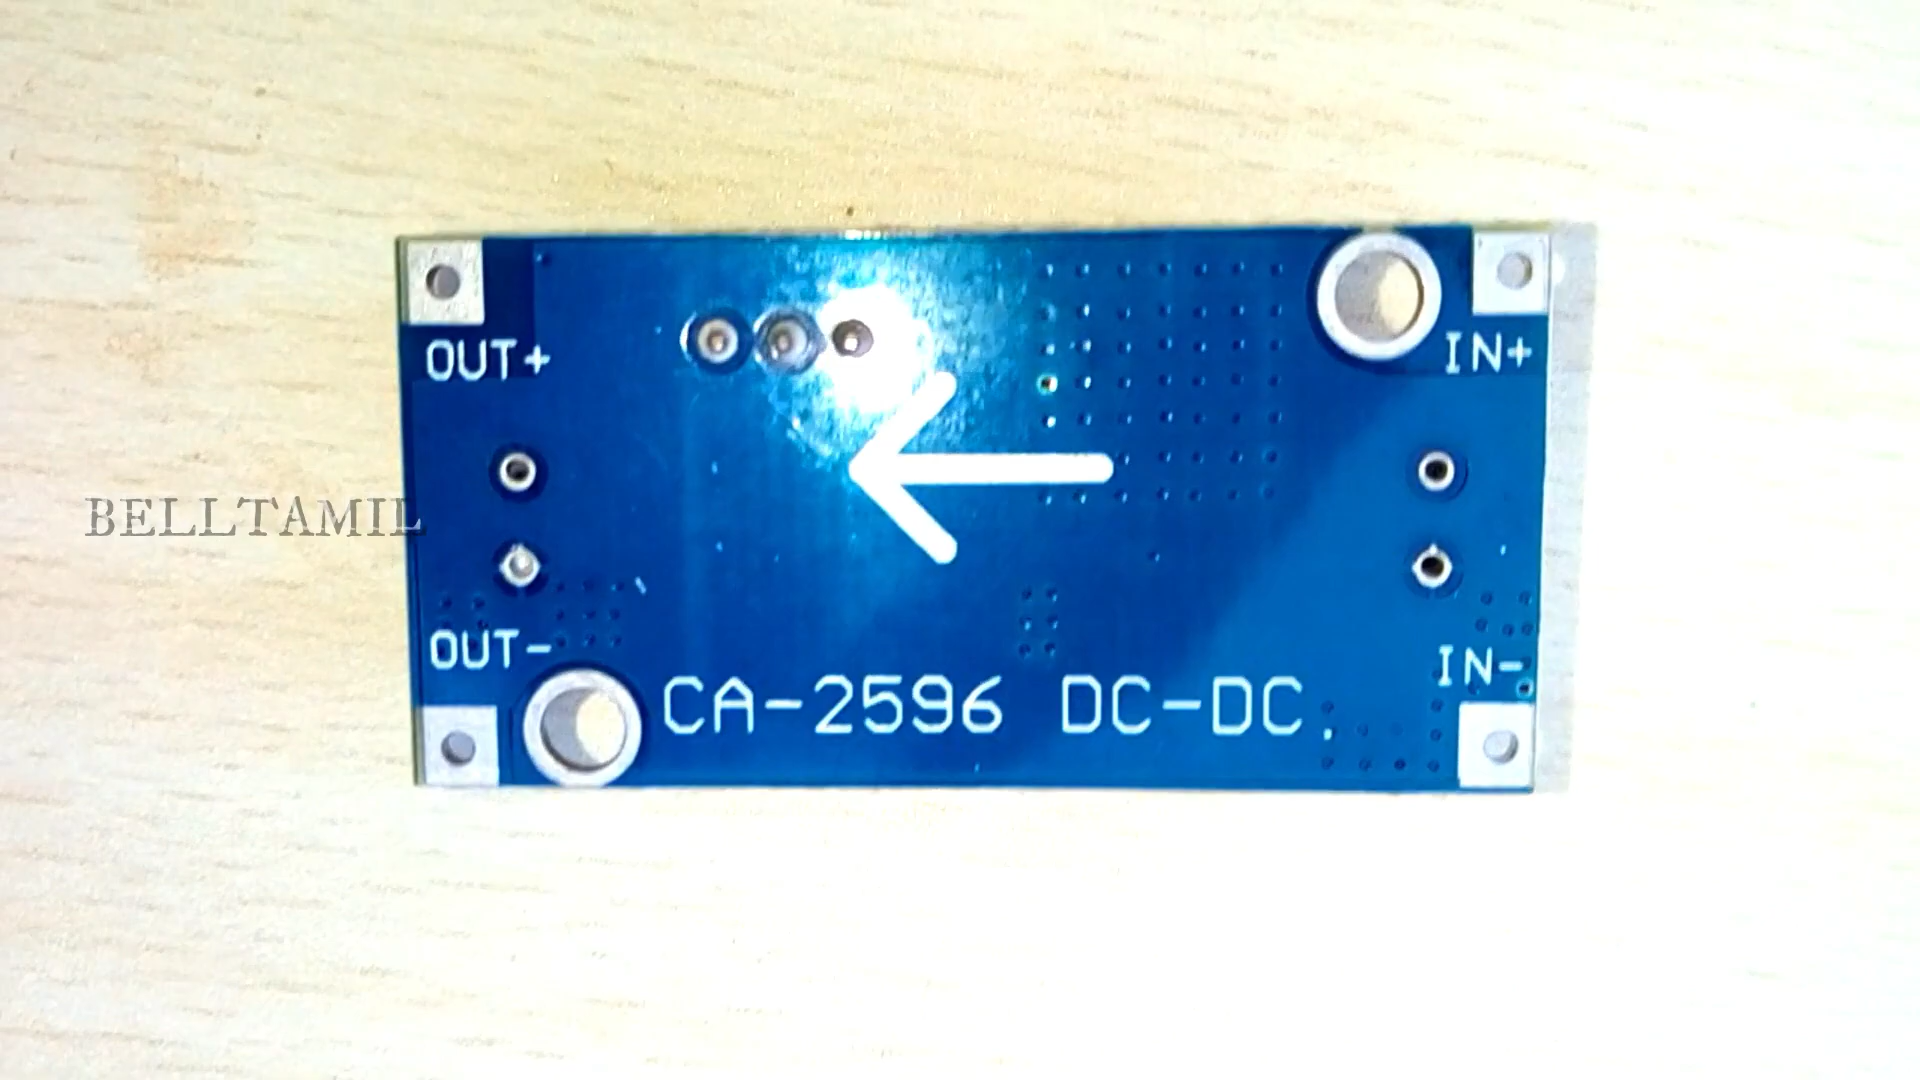 OUT+
IN+
BELLTAMIL
OUT-
IN-
CA-2596 DC-DC